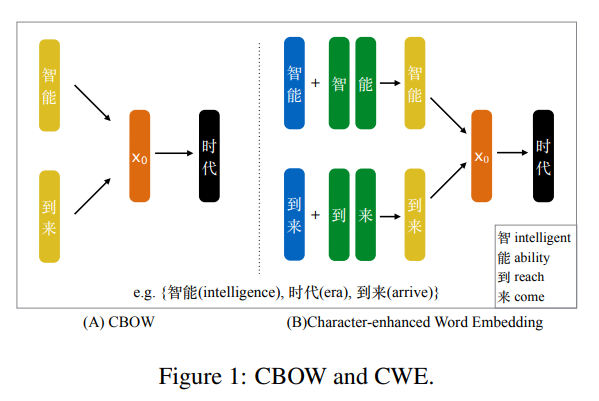 智能
到来
x₀
时代
智能 + 智 能 智能
到来 + 到 来 到来
x₀
时代
智 intelligent
能 ability
到 reach
来 come
e.g. {智能(intelligence), 时代(era), 到来(arrive)}
(A) CBOW
(B)Character-enhanced Word Embedding
Figure 1: CBOW and CWE.